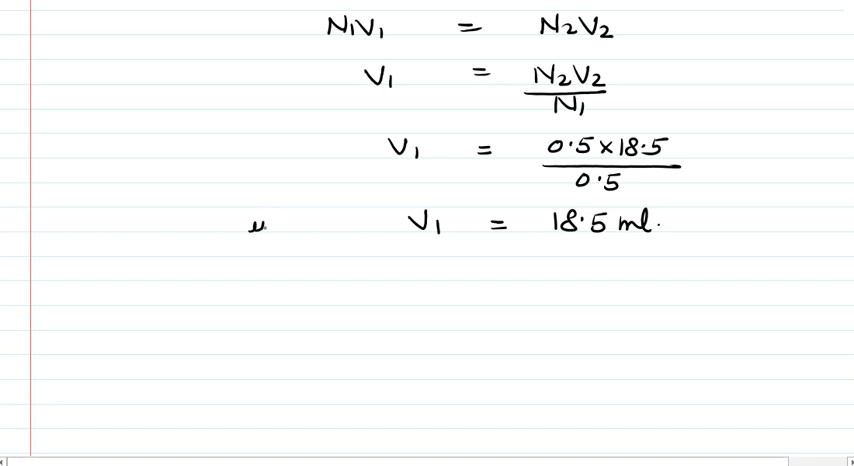 N1V1 = N2V2
V1 = N2V2 / N1
V1 = 0.5 x 18.5 / 0.5
V1 = 18.5 ml.